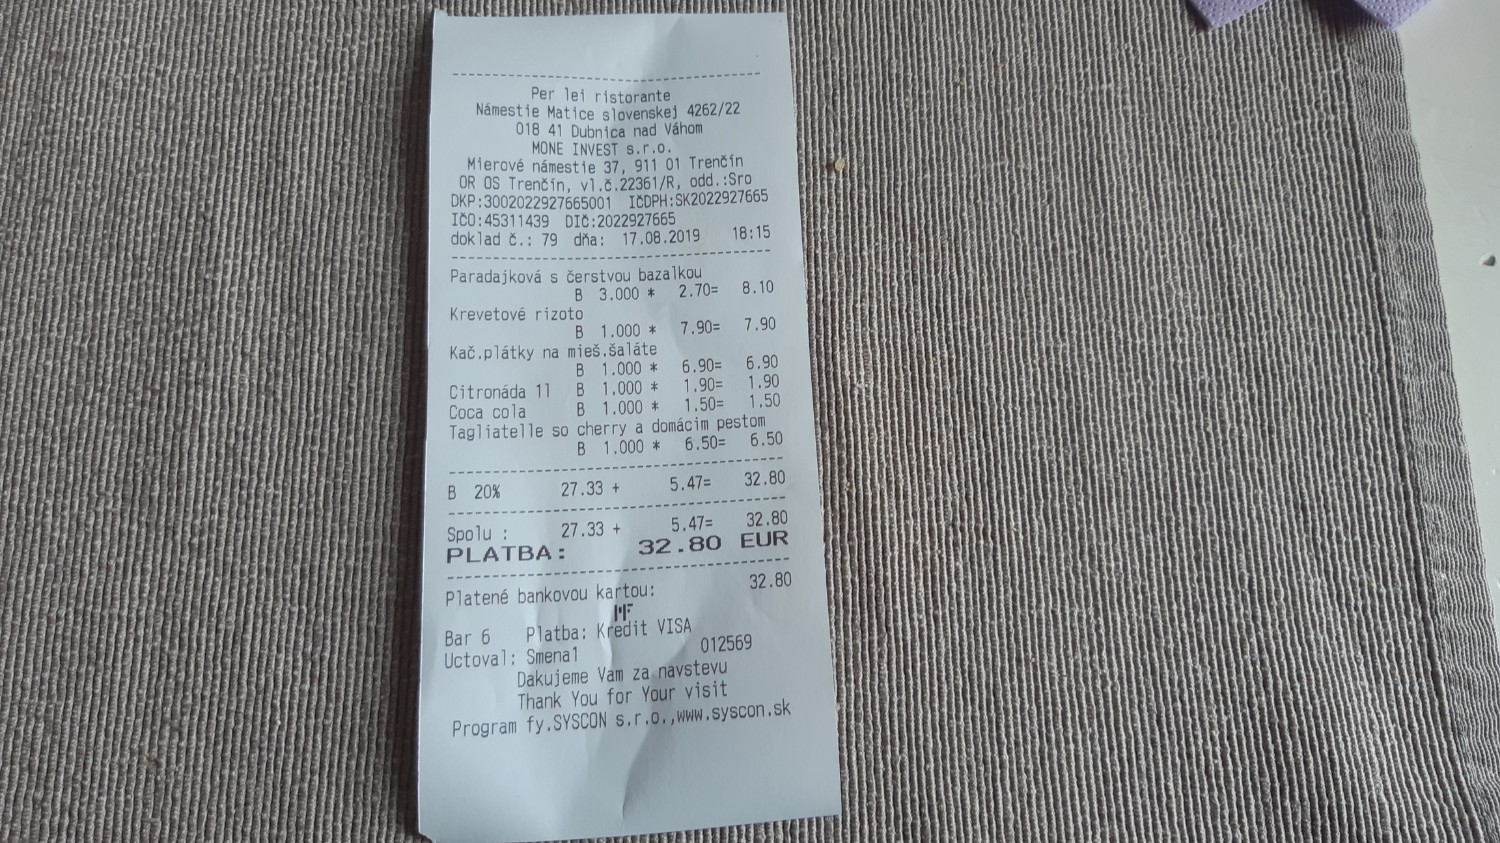 Per lei ristorante
Námestie Matice slovenskej 4262/22
018 41 Dubnica nad Váhom
MONE INVEST s.r.o.
Mierové námestie 37, 911 01 Trenčín
OR OS Trenčín, vl.č.22361/R, odd.:Sro
DKP:3002022927665001 IČDPH:SK2022927665
IČO:45311439 DIČ:2022927665
doklad č.: 79 dňa: 17.08.2019 18:15
Paradajková s čerstvou bazalkou
B 3.000 * 2.70= 8.10
Krevetové rizoto
B 1.000 * 7.90= 7.90
Kač.plátky na mieš.šaláte
B 1.000 * 6.90= 6.90
Citronáda 1l B 1.000 * 1.90= 1.90
Coca cola B 1.000 * 1.50= 1.50
Tagliatelle so cherry a domácim pestom
B 1.000 * 6.50= 6.50
B 20% 27.33 + 5.47= 32.80
Spolu : 27.33 + 5.47= 32.80
PLATBA: 32.80 EUR
Platené bankovou kartou: 32.80
MF
Bar 6 Platba: Kredit VISA
Uctoval: Smena1 012569
Dakujeme Vam za navstevu
Thank You for Your visit
Program fy.SYSCON s.r.o.,www.syscon.sk